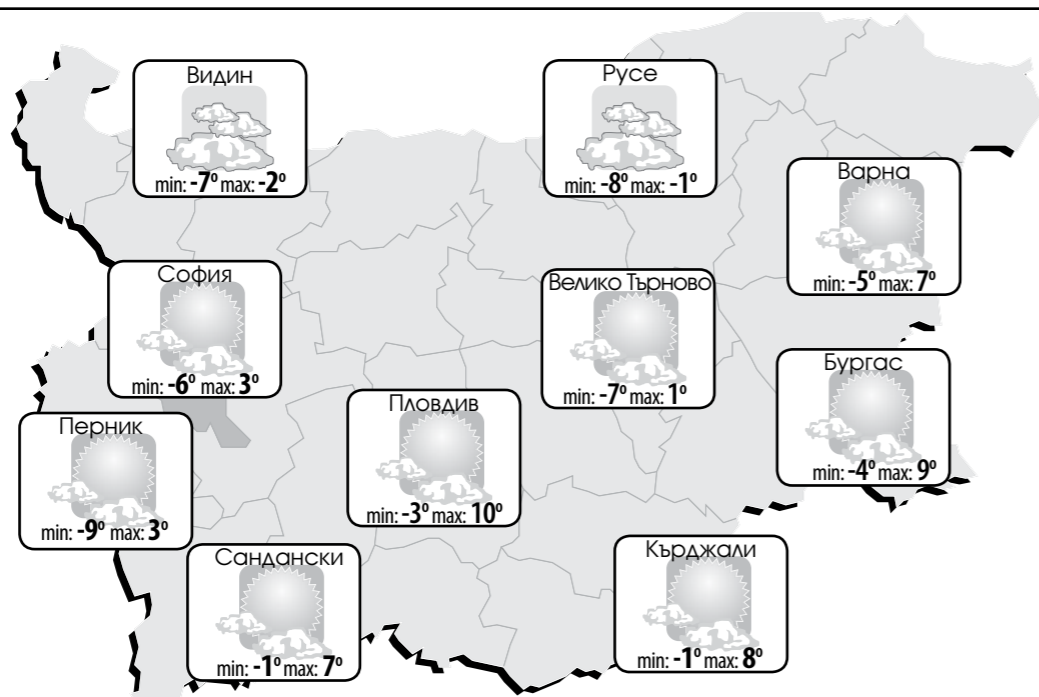 Видин
min: -7° max: -2°
Русе
min: -8° max: -1°
Варна
min: -5° max: 7°
София
min: -6° max: 3°
Велико Търново
min: -7° max: 1°
Бургас
min: -4° max: 9°
Пловдив
min: -3° max: 10°
Перник
min: -9° max: 3°
Сандански
min: -1° max: 7°
Кърджали
min: -1° max: 8°